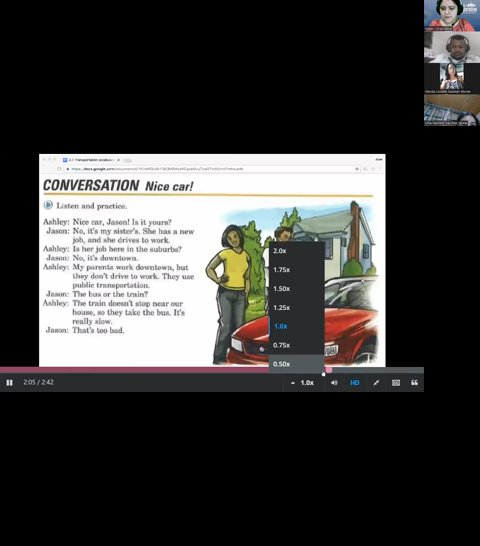 CONVERSATION Nice car!
Listen and practice.
Ashley: Nice car, Jason! Is it yours?
Jason: No, it's my sister's. She has a new
job, and she drives to work.
Ashley: Is her job here in the suburbs?
Jason: No, it's downtown.
Ashley: My parents work downtown, but
they don't drive to work. They use
public transportation.
Jason: The bus or the train?
Ashley: The train doesn't stop near our
house, so they take the bus. It's
really slow.
Jason: That's too bad.
2.0x
1.75x
1.50x
1.25x
1.0x
0.75x
0.50x
2:05 / 2:42
1.0x
HD